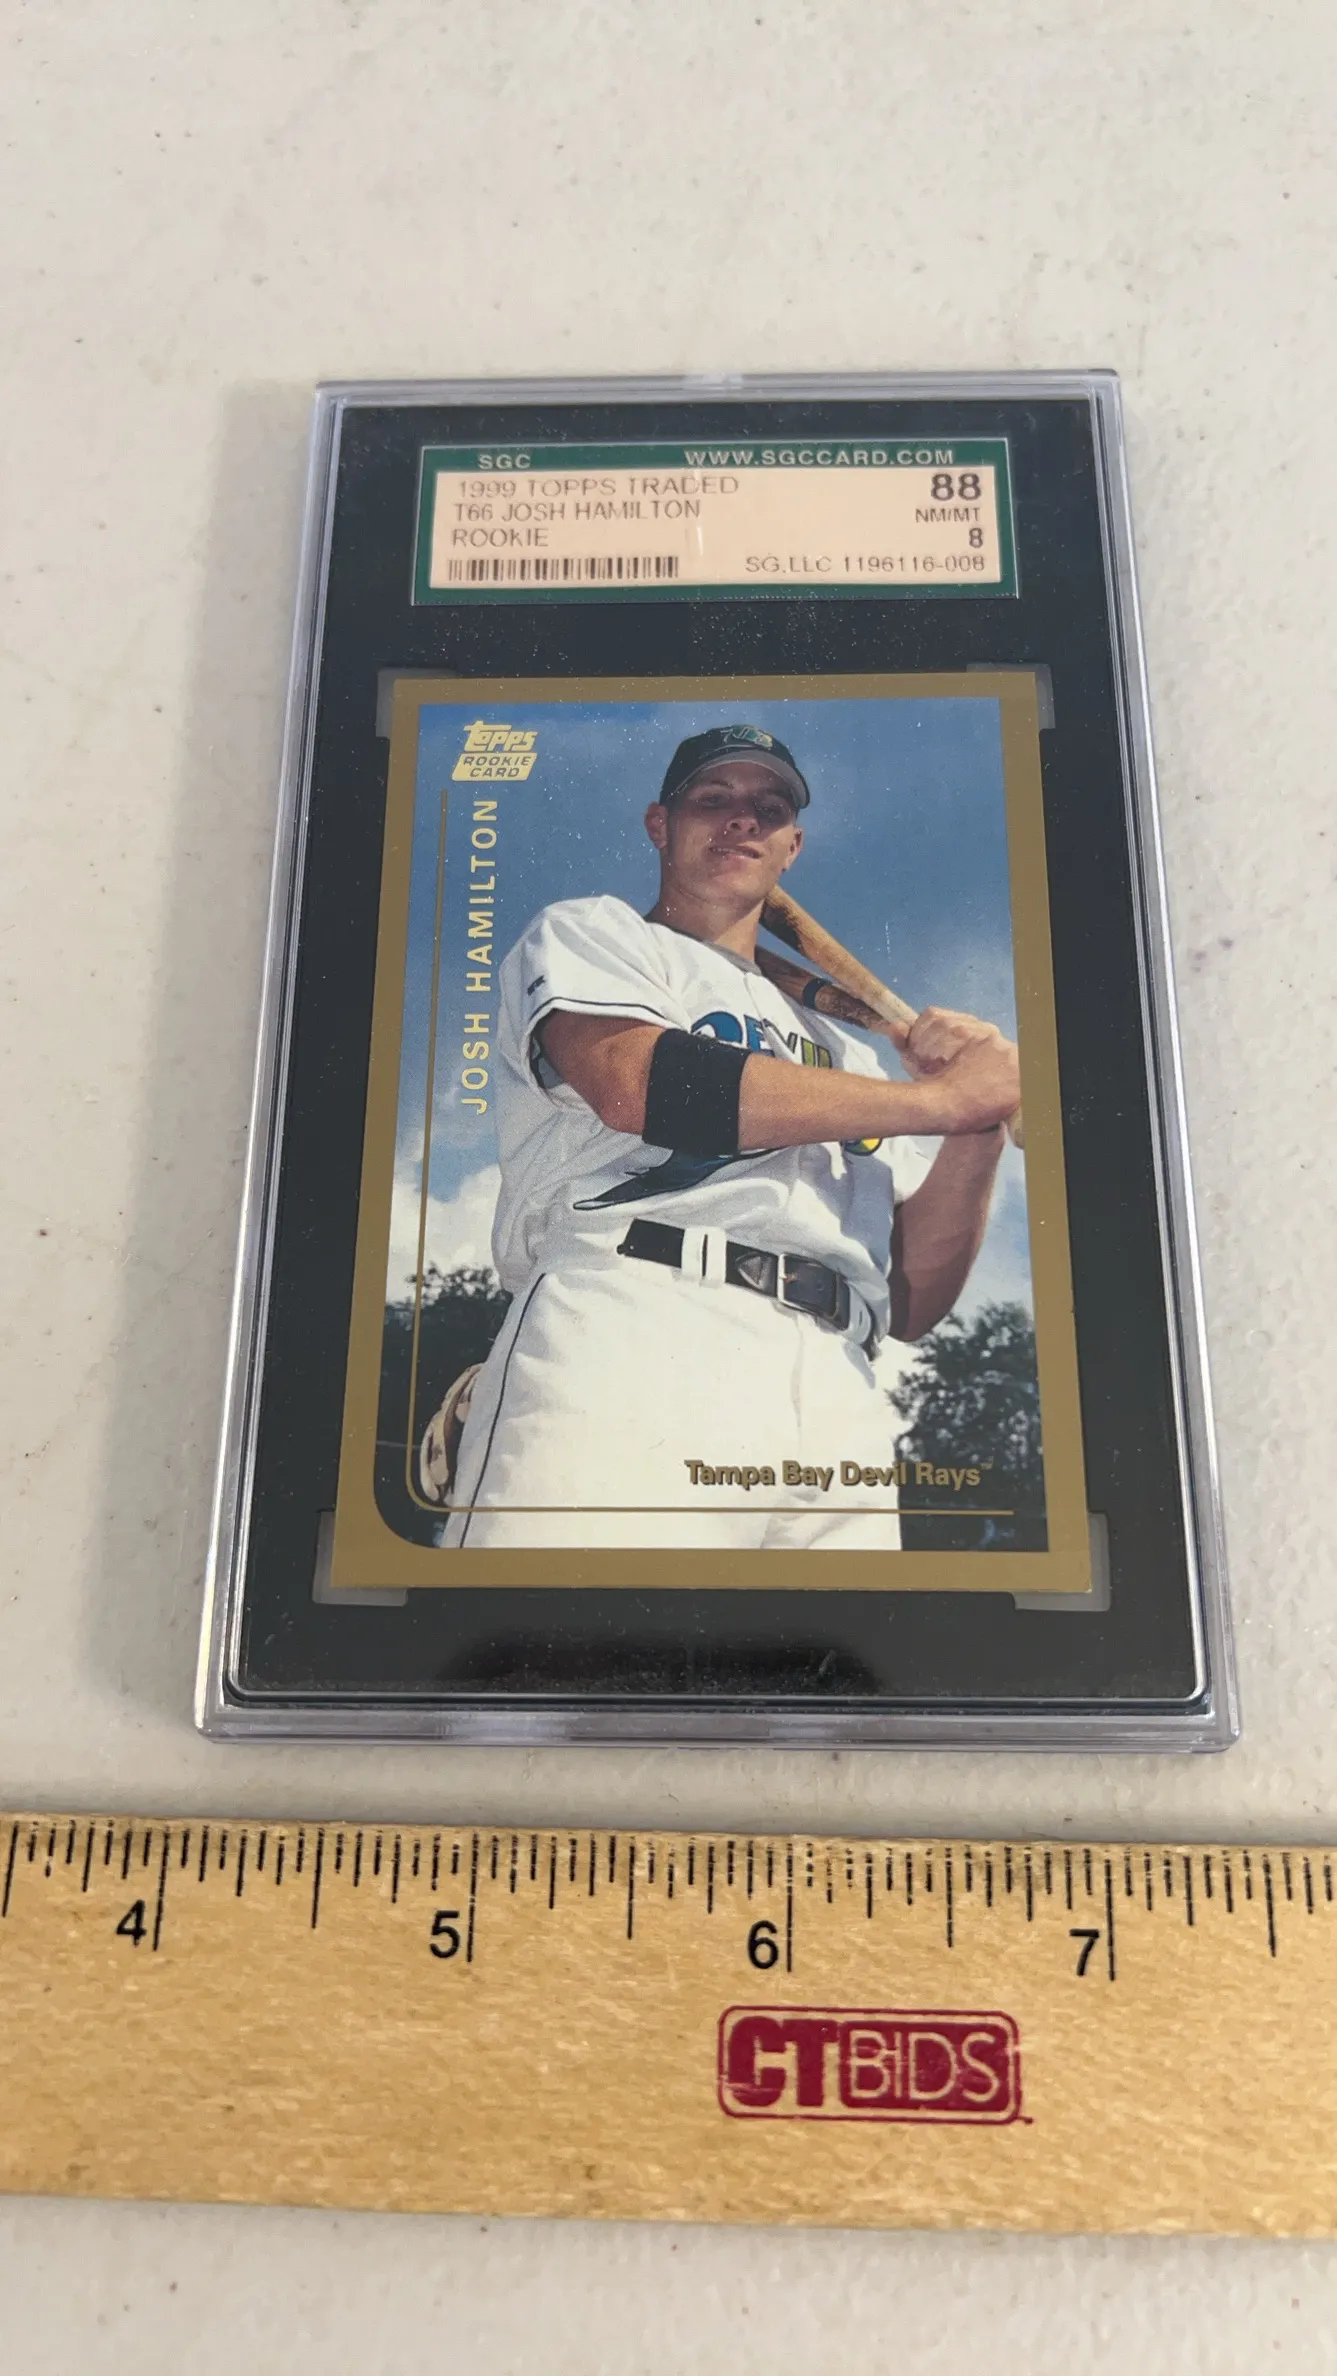 SGC WWW.SGCCARD.COM
1999 TOPPS TRADED 88
T66 JOSH HAMILTON NM/MT
ROOKIE 8
SG,LLC 1196116-008
Topps
ROOKIE
CARD
JOSH HAMILTON
Tampa Bay Devil Rays™
4 5 6 7
CTBIDS